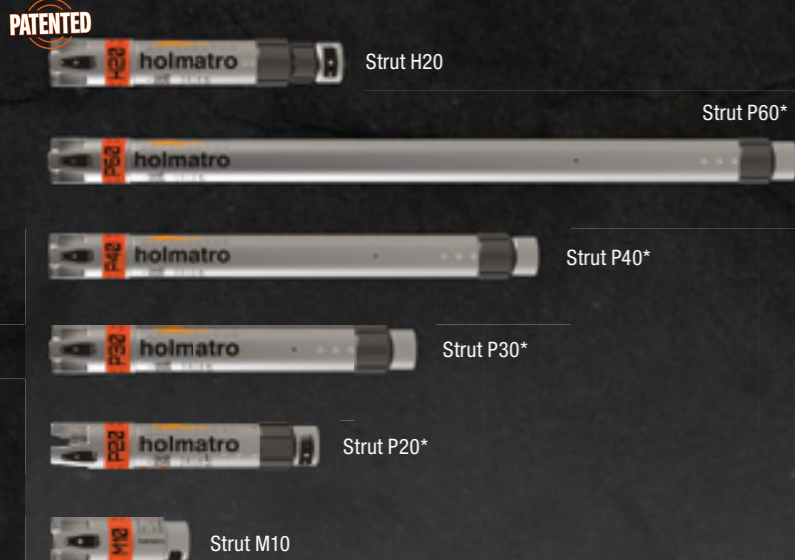 PATENTED
H20 holmatro
Strut H20
Strut P60*
P60 holmatro
P40 holmatro
Strut P40*
P30 holmatro
Strut P30*
P20 holmatro
Strut P20*
M10
Strut M10